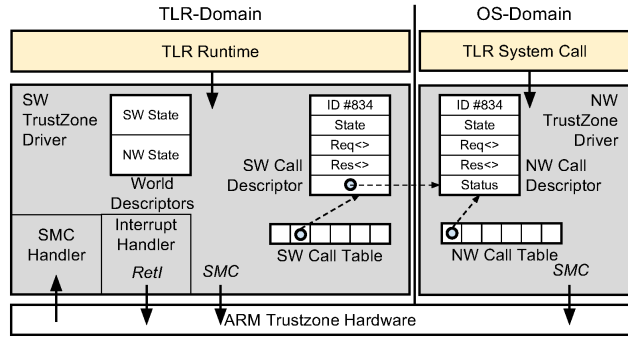 TLR-Domain
OS-Domain
TLR Runtime
TLR System Call
SW
TrustZone
Driver
SW State
NW State
World
Descriptors
SW Call
Descriptor
ID #834
State
Req<>
Res<>
ID #834
State
Req<>
Res<>
Status
NW
TrustZone
Driver
NW Call
Descriptor
SMC
Handler
Interrupt
Handler
RetI
SMC
SW Call Table
NW Call Table
SMC
ARM Trustzone Hardware